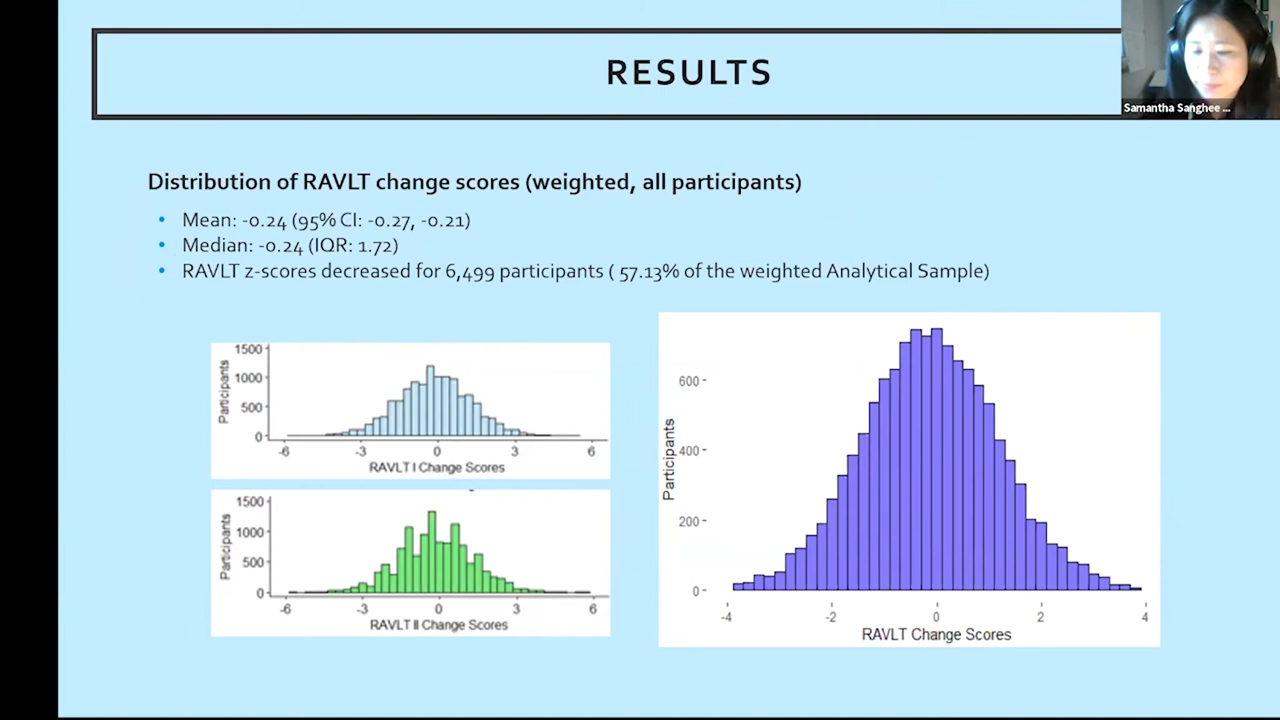 RESULTS
Samantha Sanghee ...
Distribution of RAVLT change scores (weighted, all participants)
• Mean: -0.24 (95% CI: -0.27, -0.21)
• Median: -0.24 (IQR: 1.72)
• RAVLT z-scores decreased for 6,499 participants ( 57.13% of the weighted Analytical Sample)
Participants
1500
1000
500
0
-6 -3 0 3 6
RAVLT I Change Scores
Participants
1500
1000
500
0
-6 -3 0 3 6
RAVLT II Change Scores
Participants
600
400
200
0
-4 -2 0 2 4
RAVLT Change Scores